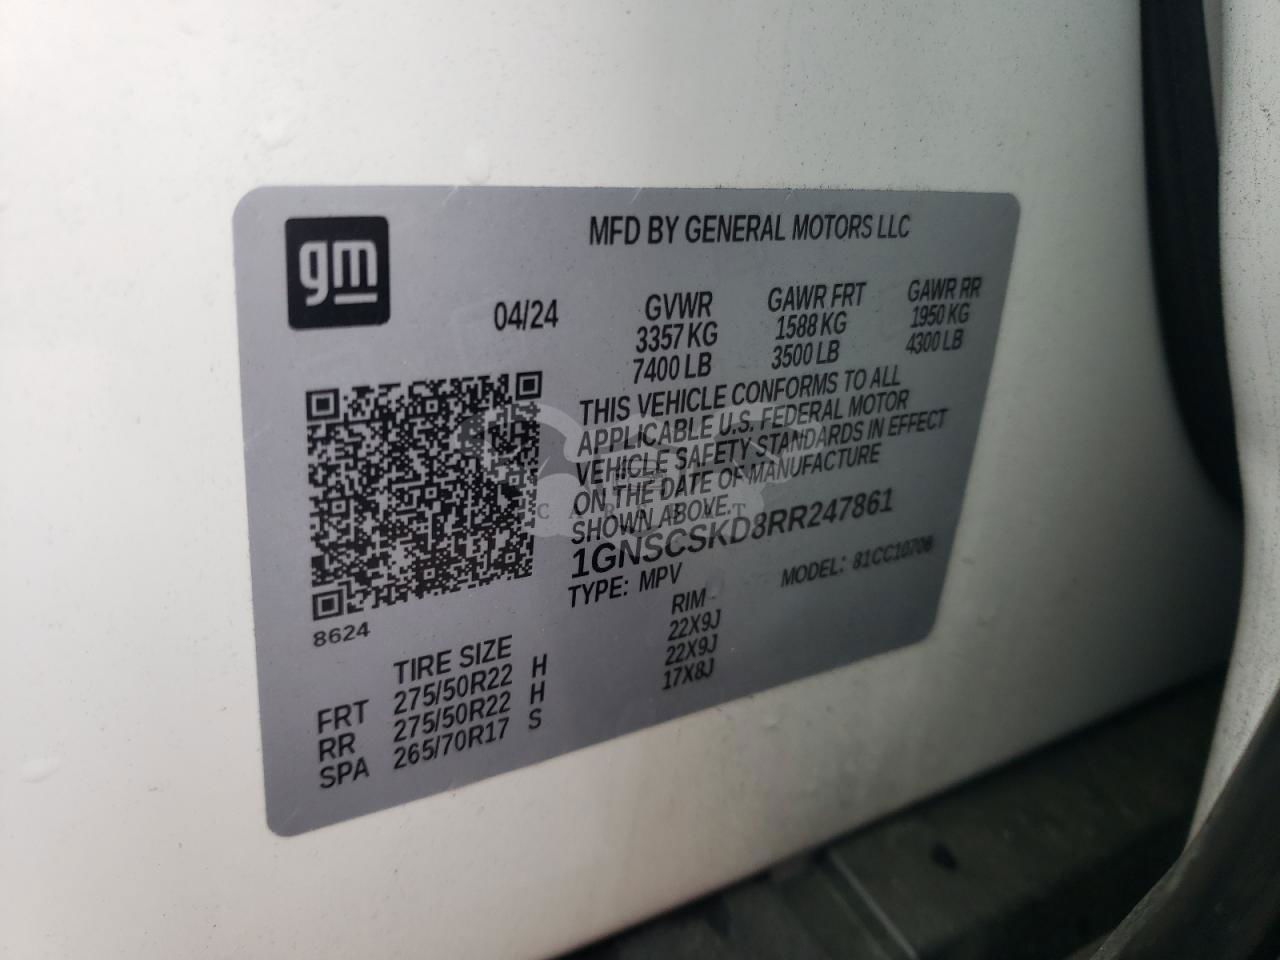 gm
MFD BY GENERAL MOTORS LLC
04/24
GVWR
3357 KG
7400 LB
GAWR FRT
1588 KG
3500 LB
GAWR RR
1950 KG
4300 LB
THIS VEHICLE CONFORMS TO ALL
APPLICABLE U.S. FEDERAL MOTOR
VEHICLE SAFETY STANDARDS IN EFFECT
ON THE DATE OF MANUFACTURE
SHOWN ABOVE.
1GNSCSKD8RR247861
TYPE: MPV
MODEL: 81CC10706
8624
TIRE SIZE
RIM
FRT 275/50R22 H 22X9J
RR 275/50R22 H 22X9J
SPA 265/70R17 S 17X8J